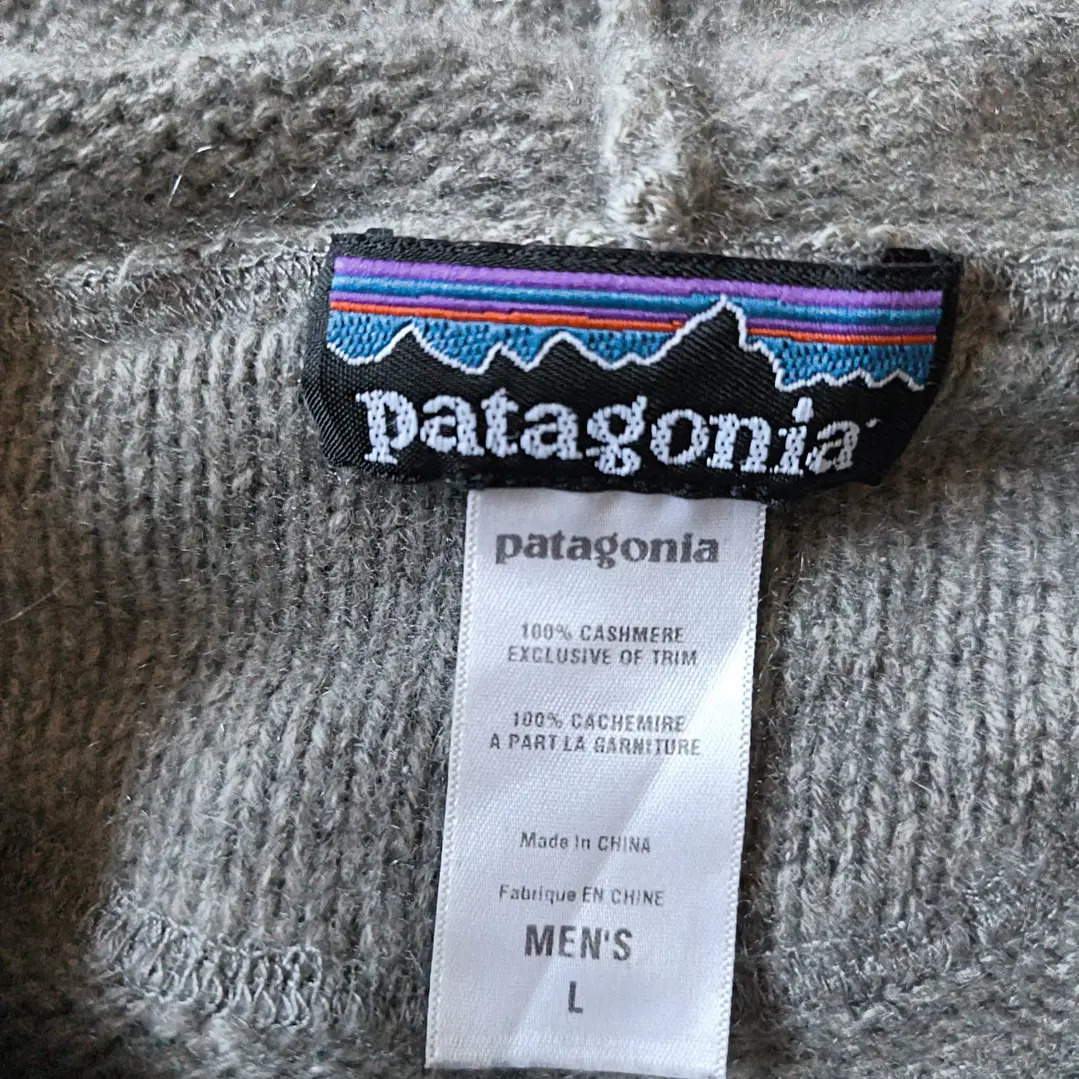 patagonia
patagonia
100% CASHMERE
EXCLUSIVE OF TRIM
100% CACHEMIRE
A PART LA GARNITURE
Made In CHINA
Fabrique EN CHINE
MEN'S
L